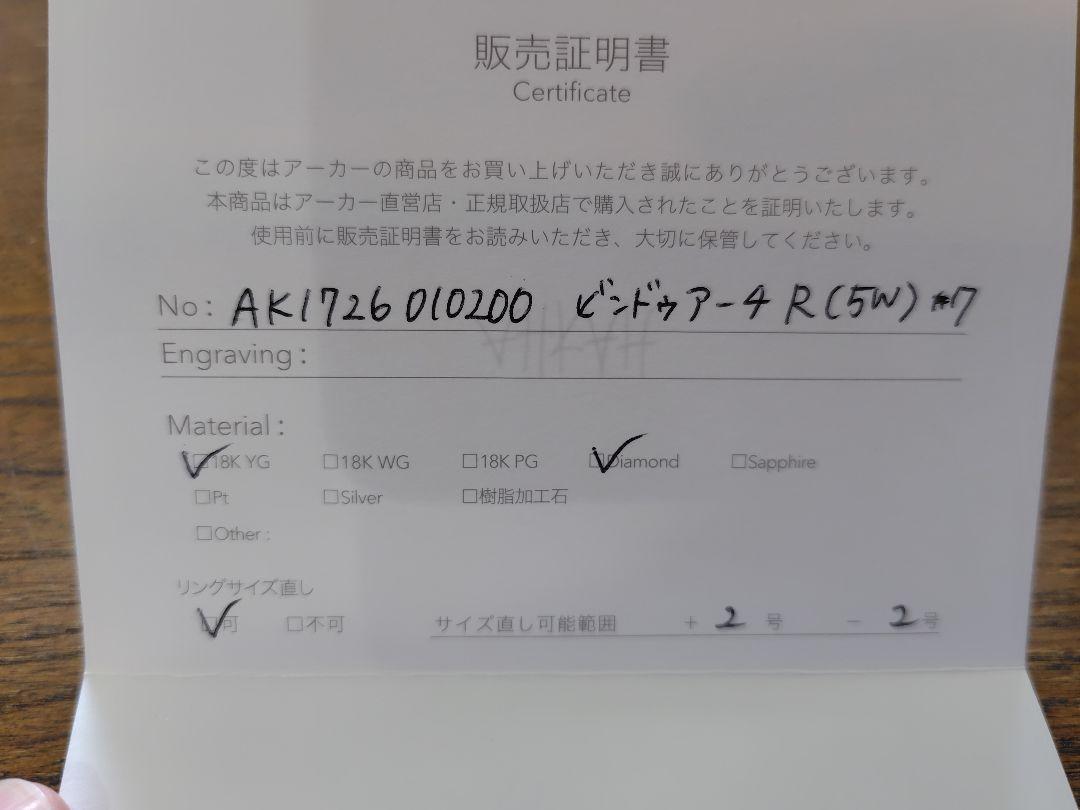 販売証明書
Certificate
この度はアーカーの商品をお買い上げいただき誠にありがとうございます。
本商品はアーカー直営店・正規取扱店で購入されたことを証明いたします。
使用前に販売証明書をお読みいただき、大切に保管してください。
No: AK1726010200 ビンドゥアーチR(5W) #7
Engraving:
Material:
☑18K YG □18K WG □18K PG ☑Diamond □Sapphire
□Pt □Silver □樹脂加工石
□Other:
リングサイズ直し
☑可 □不可 サイズ直し可能範囲 + 2 号 − 2 号